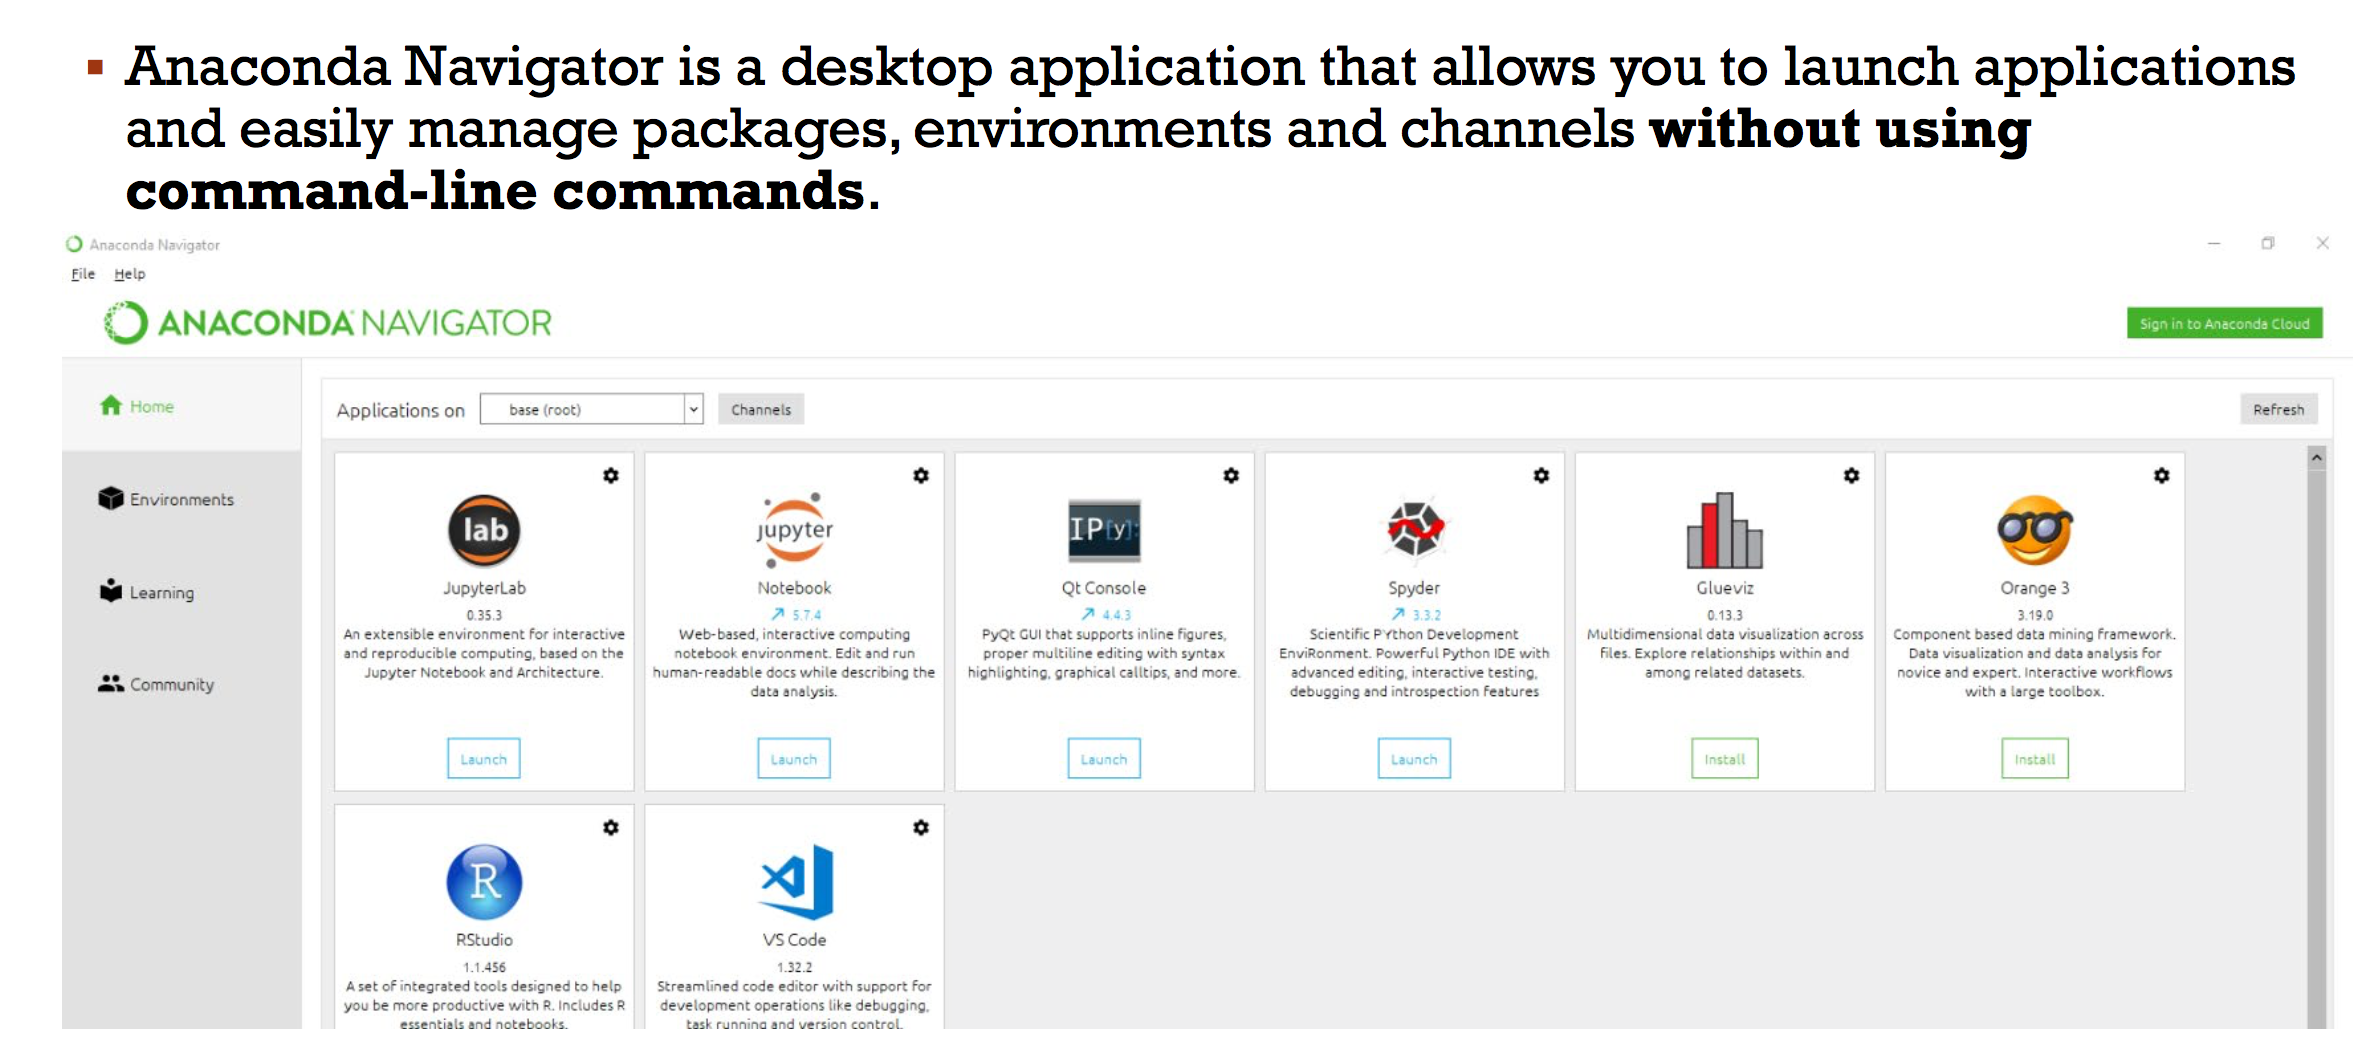 ▪ Anaconda Navigator is a desktop application that allows you to launch applications
and easily manage packages, environments and channels without using
command-line commands.
Anaconda Navigator
File Help
ANACONDA NAVIGATOR
Sign in to Anaconda Cloud
Home
Environments
Learning
Community
Applications on base (root) Channels Refresh
lab
JupyterLab
0.35.3
An extensible environment for interactive
and reproducible computing, based on the
Jupyter Notebook and Architecture.
Launch
jupyter
Notebook
5.7.4
Web-based, interactive computing
notebook environment. Edit and run
human-readable docs while describing the
data analysis.
Launch
IP[y]:
Qt Console
4.4.3
PyQt GUI that supports inline figures,
proper multiline editing with syntax
highlighting, graphical calltips, and more.
Launch
Spyder
3.3.2
Scientific PYthon Development
EnviRonment. Powerful Python IDE with
advanced editing, interactive testing,
debugging and introspection features
Launch
Glueviz
0.13.3
Multidimensional data visualization across
files. Explore relationships within and
among related datasets.
Install
Orange 3
3.19.0
Component based data mining framework.
Data visualization and data analysis for
novice and expert. Interactive workflows
with a large toolbox.
Install
R
RStudio
1.1.456
A set of integrated tools designed to help
you be more productive with R. Includes R
essentials and notebooks.
VS Code
1.32.2
Streamlined code editor with support for
development operations like debugging,
task running and version control.